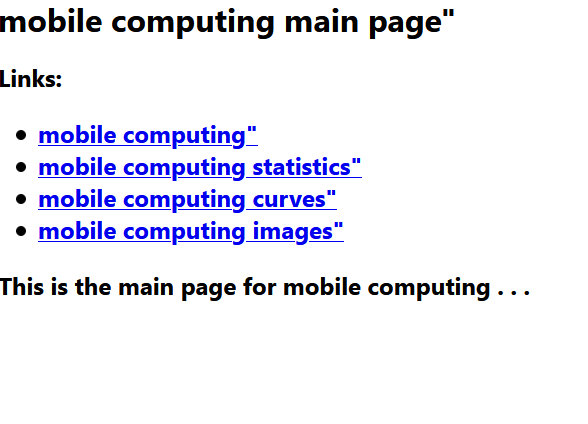 mobile computing main page"
Links:
mobile computing"
mobile computing statistics"
mobile computing curves"
mobile computing images"
This is the main page for mobile computing . . .